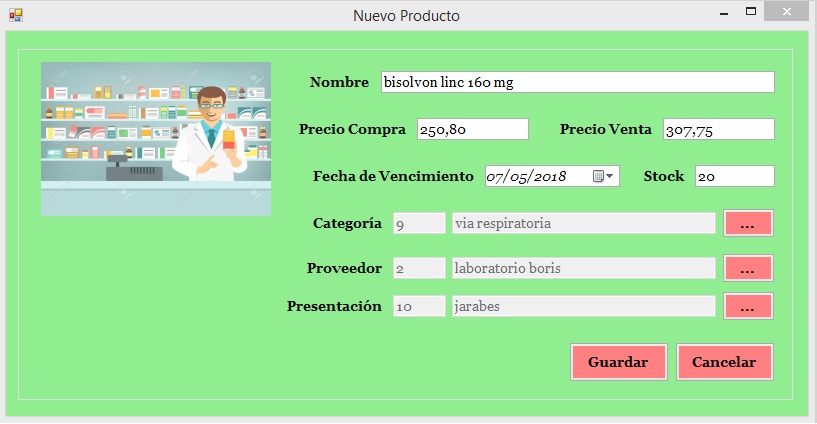 Nuevo Producto
Nombre bisolvon linc 160 mg
Precio Compra 250,80 Precio Venta 307,75
Fecha de Vencimiento 07/05/2018 Stock 20
Categoría 9 via respiratoria ...
Proveedor 2 laboratorio boris ...
Presentación 10 jarabes ...
Guardar Cancelar